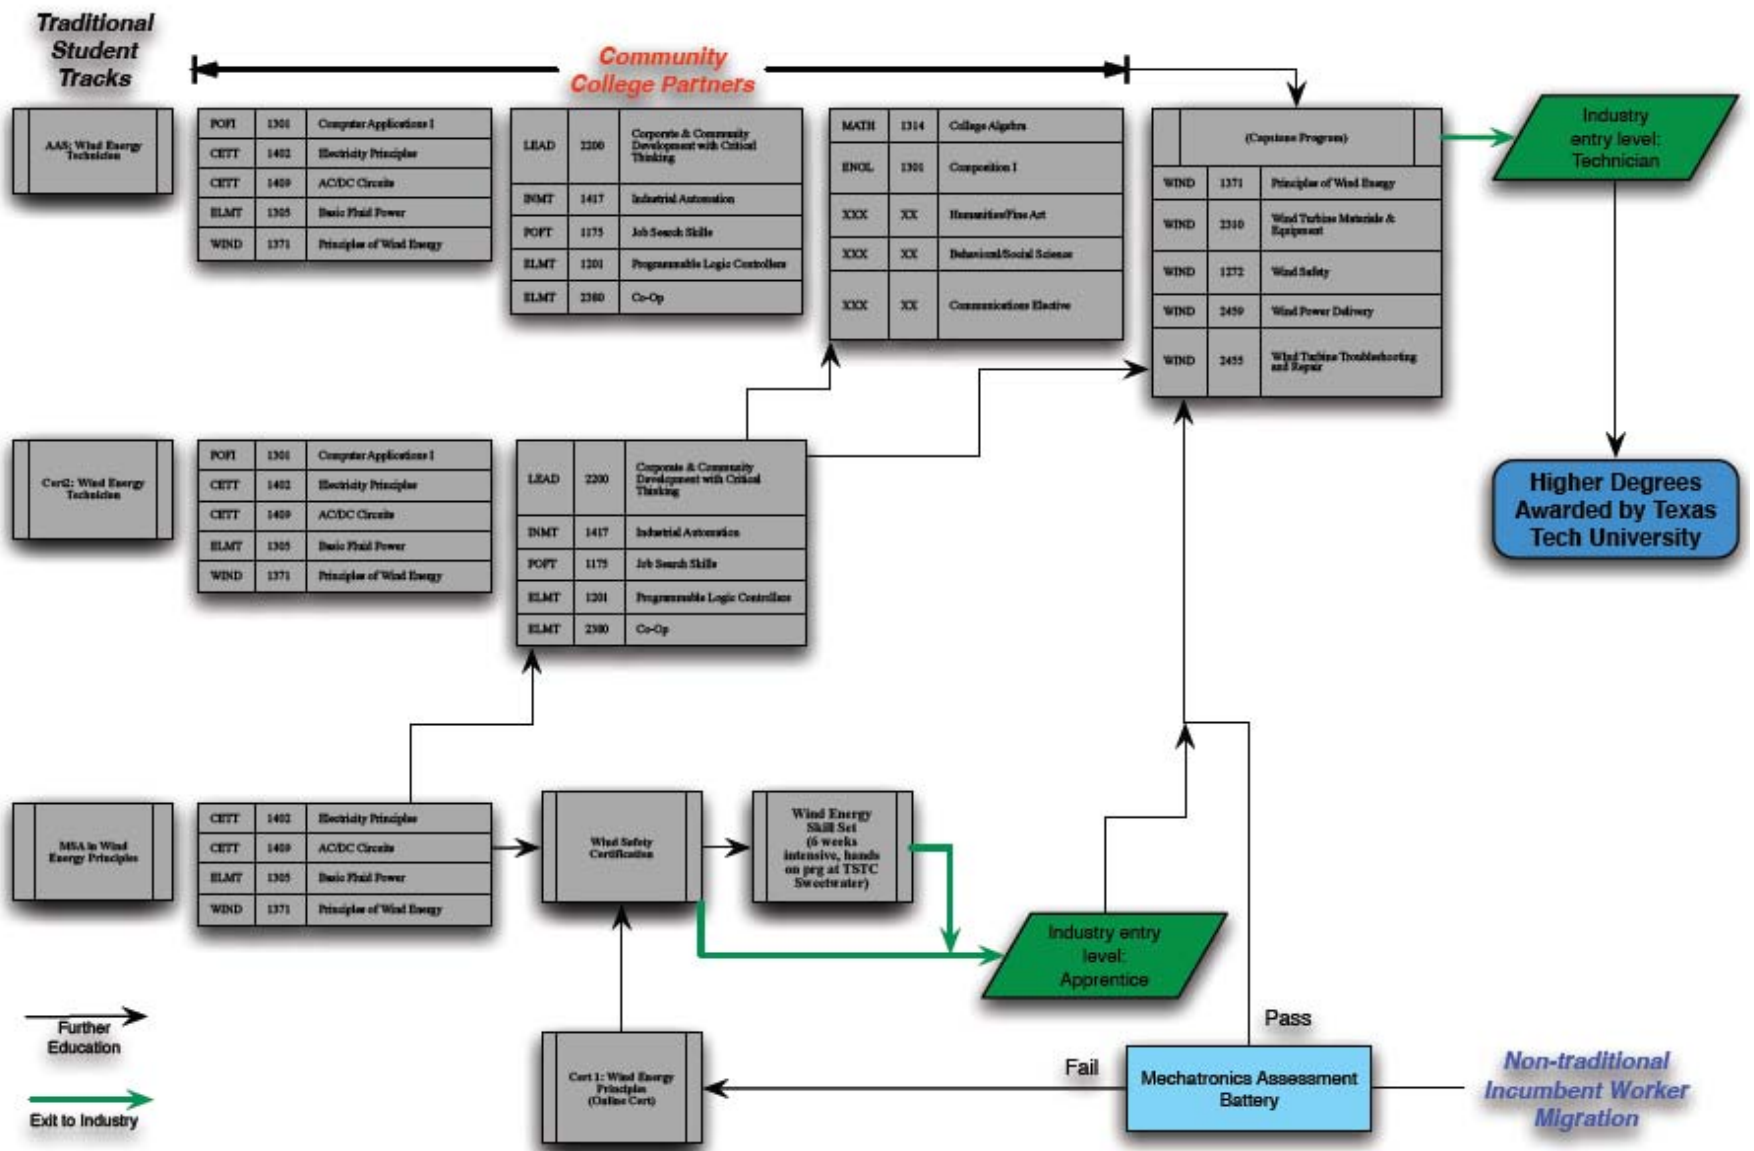 Traditional
Student
Tracks
Community
College Partners
AAS: Wind Energy
Technician
POFI 1301 Computer Applications I
CETT 1402 Electricity Principles
CETT 1409 AC/DC Circuits
ELMT 1305 Basic Fluid Power
WIND 1371 Principles of Wind Energy
LEAD 2200 Corporate & Community
Development with Critical
Thinking
INMT 1417 Industrial Automation
POFT 1175 Job Search Skills
ELMT 1201 Programmable Logic Controllers
ELMT 2380 Co-Op
MATH 1314 College Algebra
ENGL 1301 Composition I
XXX XX Humanities/Fine Art
XXX XX Behavioral/Social Science
XXX XX Communications Elective
(Capstone Program)
WIND 1371 Principles of Wind Energy
WIND 2310 Wind Turbine Materials &
Equipment
WIND 1272 Wind Safety
WIND 2459 Wind Power Delivery
WIND 2455 Wind Turbine Troubleshooting
and Repair
Industry
entry level:
Technician
Cert2: Wind Energy
Technician
POFI 1301 Computer Applications I
CETT 1402 Electricity Principles
CETT 1409 AC/DC Circuits
ELMT 1305 Basic Fluid Power
WIND 1371 Principles of Wind Energy
LEAD 2200 Corporate & Community
Development with Critical
Thinking
INMT 1417 Industrial Automation
POFT 1175 Job Search Skills
ELMT 1201 Programmable Logic Controllers
ELMT 2380 Co-Op
Higher Degrees
Awarded by Texas
Tech University
MSA in Wind
Energy Principles
CETT 1402 Electricity Principles
CETT 1409 AC/DC Circuits
ELMT 1305 Basic Fluid Power
WIND 1371 Principles of Wind Energy
Wind Safety
Certification
Wind Energy
Skill Set
(6 weeks
intensive, hands
on prg at TSTC
Sweetwater)
Industry entry
level:
Apprentice
Further
Education
Exit to Industry
Cert 1: Wind Energy
Principles
(Online Cert)
Fail
Pass
Mechatronics Assessment
Battery
Non-traditional
Incumbent Worker
Migration